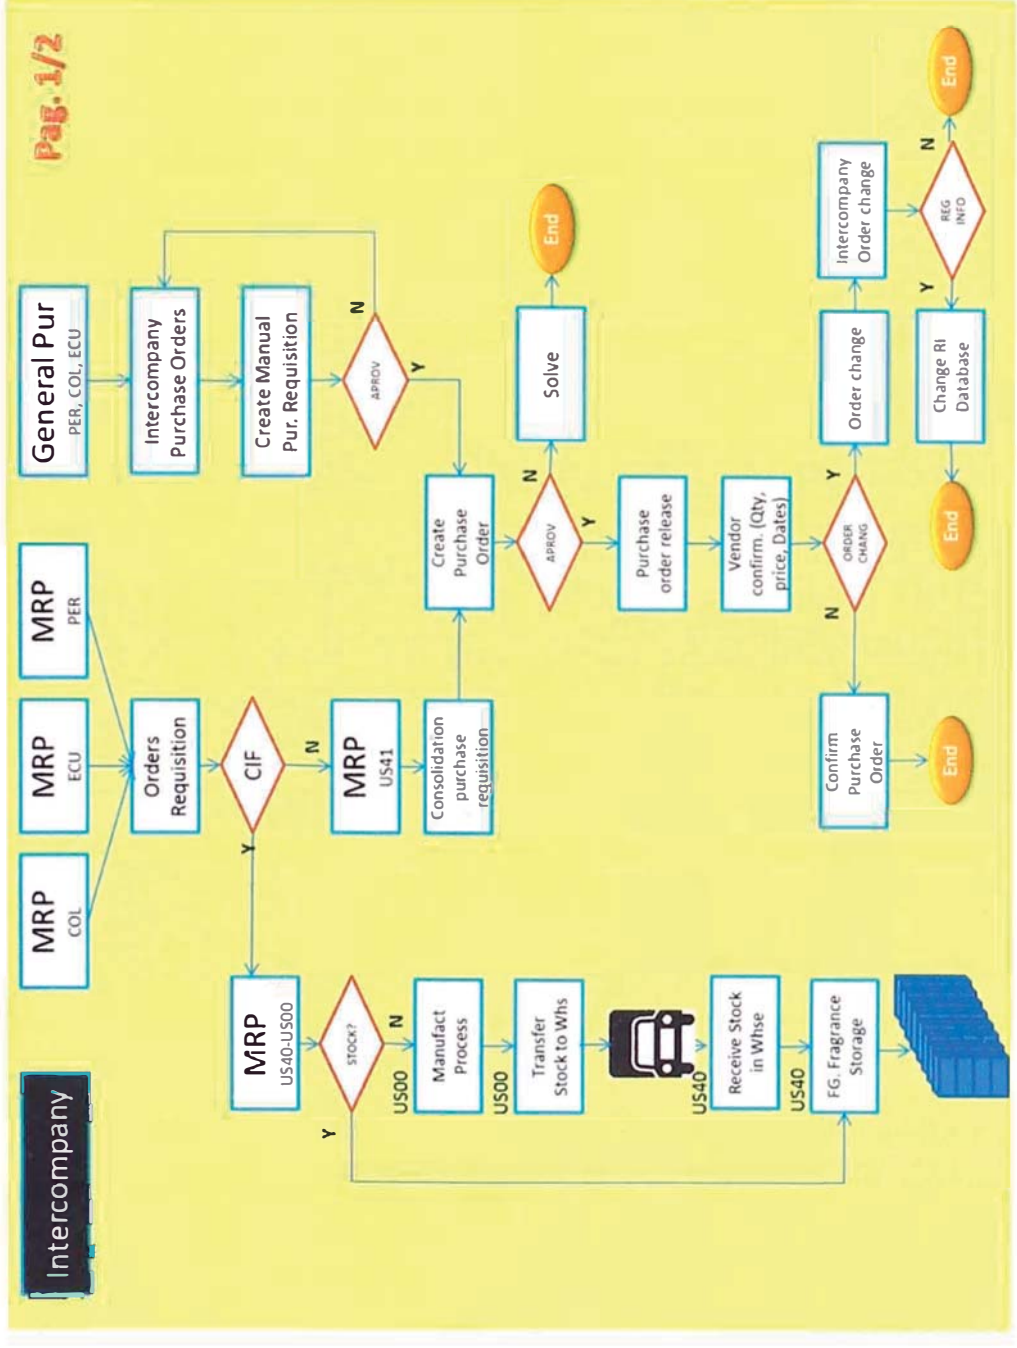 Intercompany
Pag. 1/2
MRP
COL
MRP
ECU
MRP
PER
General Pur
PER, COL, ECU
Orders
Requisition
Intercompany
Purchase Orders
CIF
Y
N
Create Manual
Pur. Requisition
MRP
US40-US00
MRP
US41
APROV
N
Y
STOCK?
Y
N
Consolidation
purchase
requisition
Create
Purchase
Order
US00
Manufact
Process
APROV
N
Y
Solve
End
US00
Transfer
Stock to Whs
Purchase
order release
US40
Receive Stock
in Whse
Vendor
confirm. (Qty,
price, Dates)
US40
FG. Fragrance
Storage
Confirm
Purchase
Order
N
ORDER
CHANG
Y
Order change
Intercompany
Order change
End
End
Change RI
Database
Y
REG
INFO
N
End